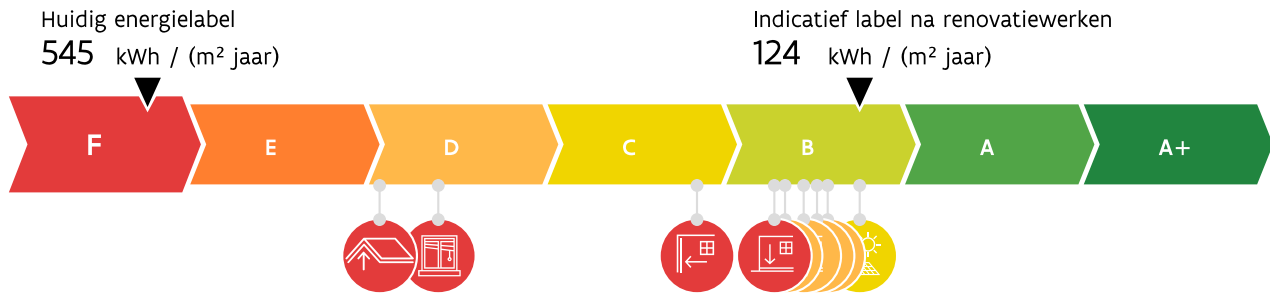 Huidig energielabel
545 kWh / (m² jaar)
Indicatief label na renovatiewerken
124 kWh / (m² jaar)
F E D C B A A+